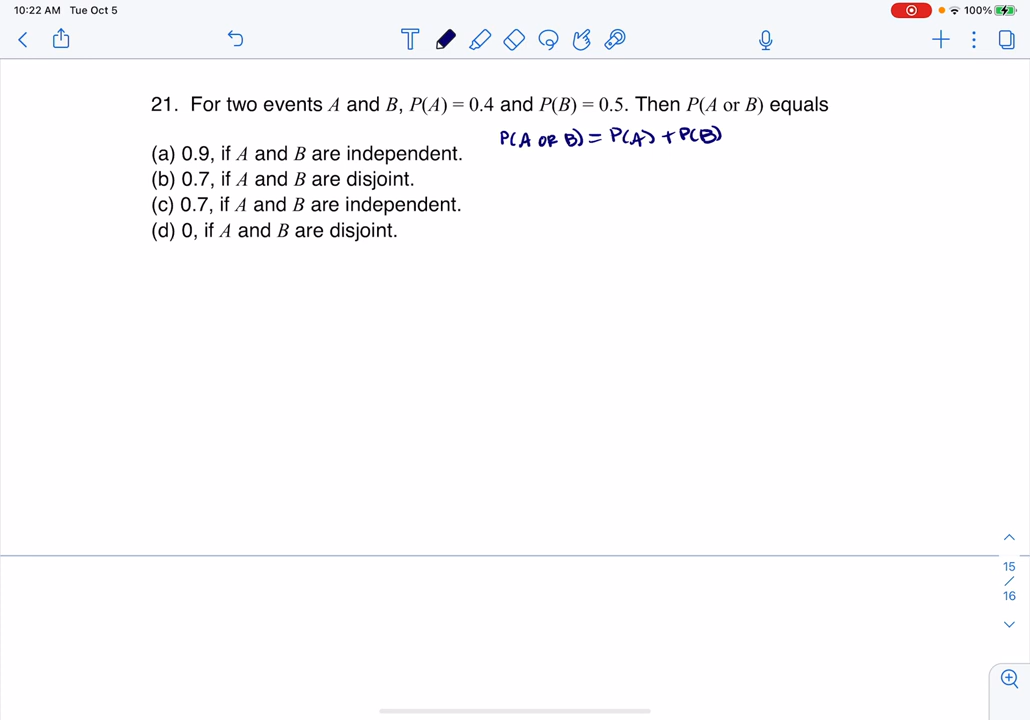 10:22 AM Tue Oct 5
100%
21. For two events A and B, P(A) = 0.4 and P(B) = 0.5. Then P(A or B) equals
P(A OR B) = P(A) + P(B)
(a) 0.9, if A and B are independent.
(b) 0.7, if A and B are disjoint.
(c) 0.7, if A and B are independent.
(d) 0, if A and B are disjoint.
15
/
16